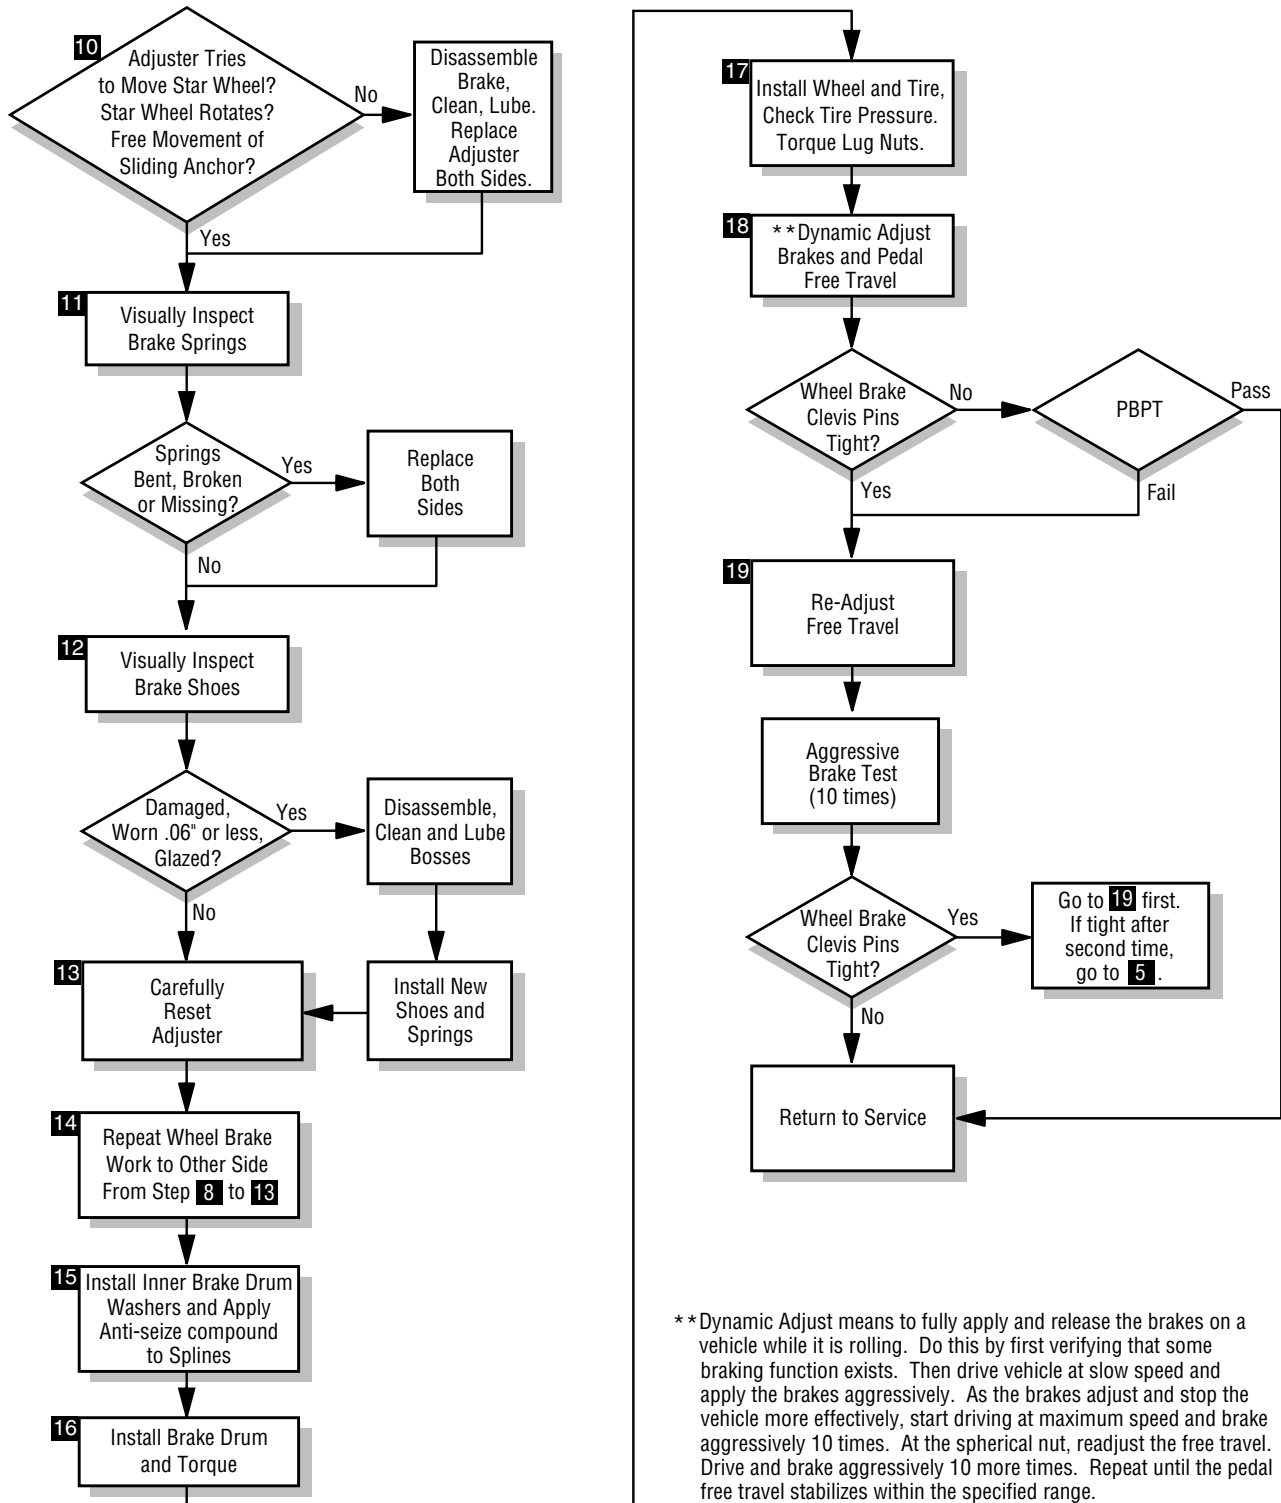 10
Adjuster Tries
to Move Star Wheel?
Star Wheel Rotates?
Free Movement of
Sliding Anchor?
No
Disassemble
Brake,
Clean, Lube.
Replace
Adjuster
Both Sides.
Yes
11
Visually Inspect
Brake Springs
Springs
Bent, Broken
or Missing?
Yes
Replace
Both
Sides
No
12
Visually Inspect
Brake Shoes
Damaged,
Worn .06" or less,
Glazed?
Yes
Disassemble,
Clean and Lube
Bosses
No
Install New
Shoes and
Springs
13
Carefully
Reset
Adjuster
14
Repeat Wheel Brake
Work to Other Side
From Step 8 to 13
15
Install Inner Brake Drum
Washers and Apply
Anti-seize compound
to Splines
16
Install Brake Drum
and Torque
17
Install Wheel and Tire,
Check Tire Pressure.
Torque Lug Nuts.
18
**Dynamic Adjust
Brakes and Pedal
Free Travel
Wheel Brake
Clevis Pins
Tight?
No
PBPT
Pass
Yes
Fail
19
Re-Adjust
Free Travel
Aggressive
Brake Test
(10 times)
Wheel Brake
Clevis Pins
Tight?
Yes
Go to 19 first.
If tight after
second time,
go to 5 .
No
Return to Service
**Dynamic Adjust means to fully apply and release the brakes on a
vehicle while it is rolling. Do this by first verifying that some
braking function exists. Then drive vehicle at slow speed and
apply the brakes aggressively. As the brakes adjust and stop the
vehicle more effectively, start driving at maximum speed and brake
aggressively 10 times. At the spherical nut, readjust the free travel.
Drive and brake aggressively 10 more times. Repeat until the pedal
free travel stabilizes within the specified range.